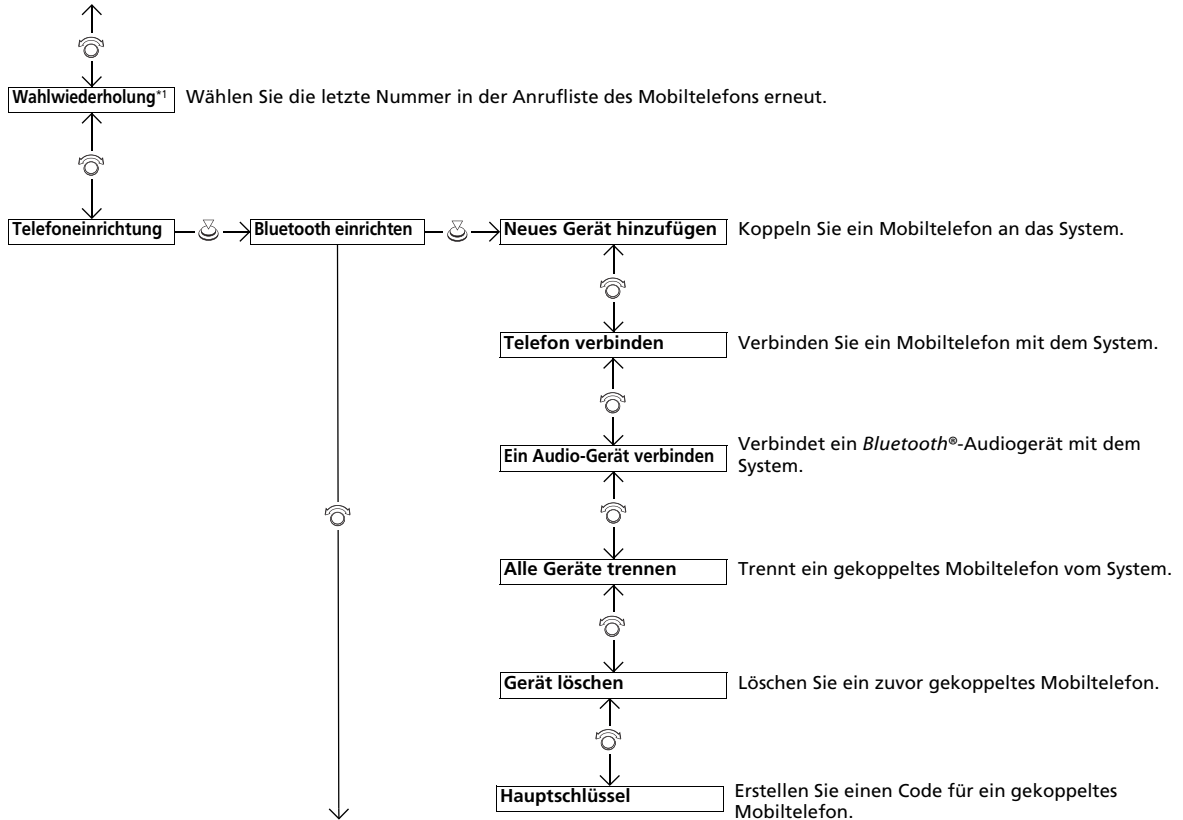 Wahlwiederholung*1 Wählen Sie die letzte Nummer in der Anrufliste des Mobiltelefons erneut.
Telefoneinrichtung Bluetooth einrichten Neues Gerät hinzufügen Koppeln Sie ein Mobiltelefon an das System.
Telefon verbinden Verbinden Sie ein Mobiltelefon mit dem System.
Ein Audio-Gerät verbinden Verbindet ein Bluetooth®-Audiogerät mit dem
System.
Alle Geräte trennen Trennt ein gekoppeltes Mobiltelefon vom System.
Gerät löschen Löschen Sie ein zuvor gekoppeltes Mobiltelefon.
Hauptschlüssel Erstellen Sie einen Code für ein gekoppeltes
Mobiltelefon.